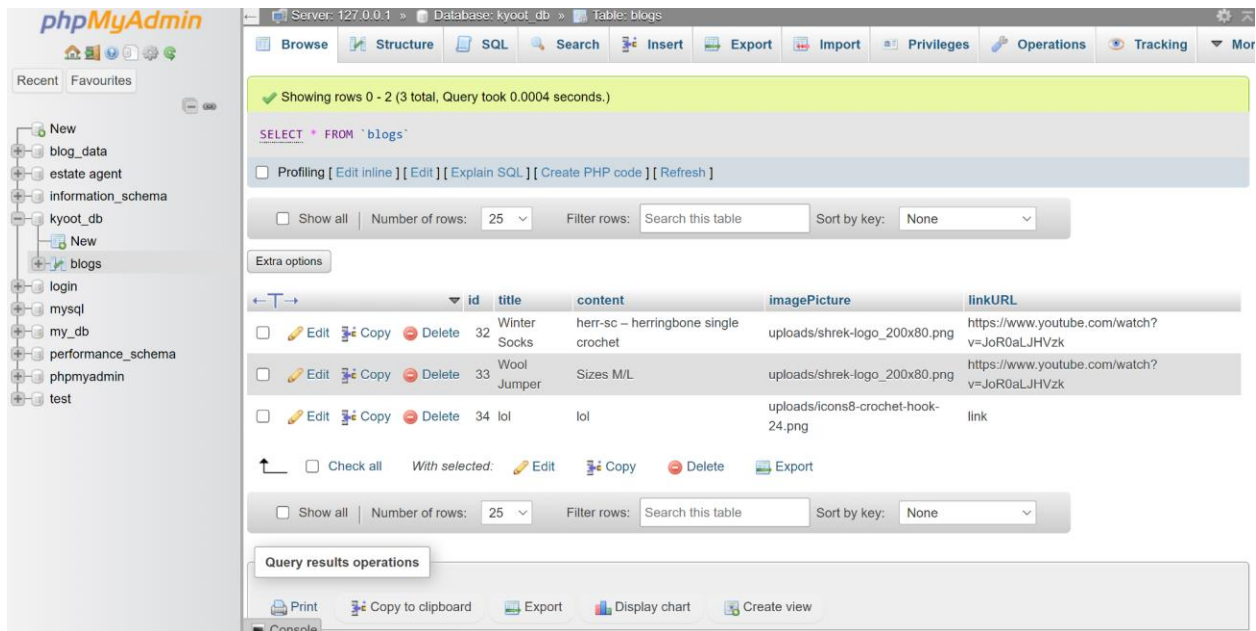 phpMyAdmin
Recent Favourites
New
blog_data
estate agent
information_schema
kyoot_db
New
blogs
login
mysql
my_db
performance_schema
phpmyadmin
test
Server: 127.0.0.1 » Database: kyoot_db » Table: blogs
Browse Structure SQL Search Insert Export Import Privileges Operations Tracking Mor
Showing rows 0 - 2 (3 total, Query took 0.0004 seconds.)
SELECT * FROM `blogs`
Profiling [ Edit inline ] [ Edit ] [ Explain SQL ] [ Create PHP code ] [ Refresh ]
Show all Number of rows: 25 Filter rows: Search this table Sort by key: None
Extra options
id title content imagePicture linkURL
Edit Copy Delete 32 Winter Socks herr-sc – herringbone single crochet uploads/shrek-logo_200x80.png https://www.youtube.com/watch?v=JoR0aLJHVzk
Edit Copy Delete 33 Wool Jumper Sizes M/L uploads/shrek-logo_200x80.png https://www.youtube.com/watch?v=JoR0aLJHVzk
Edit Copy Delete 34 lol lol uploads/icons8-crochet-hook-24.png link
Check all With selected: Edit Copy Delete Export
Show all Number of rows: 25 Filter rows: Search this table Sort by key: None
Query results operations
Print Copy to clipboard Export Display chart Create view
Console